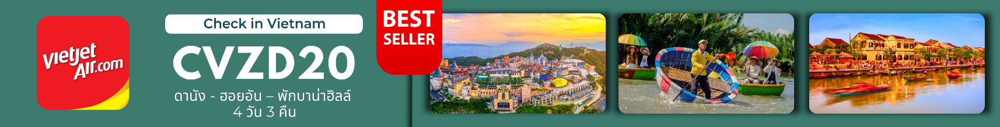 vietjet
Air.com
Check in Vietnam
CVZD20
ดานัง - ฮอยอัน – พักบาน่าฮิลล์
4 วัน 3 คืน
BEST
SELLER